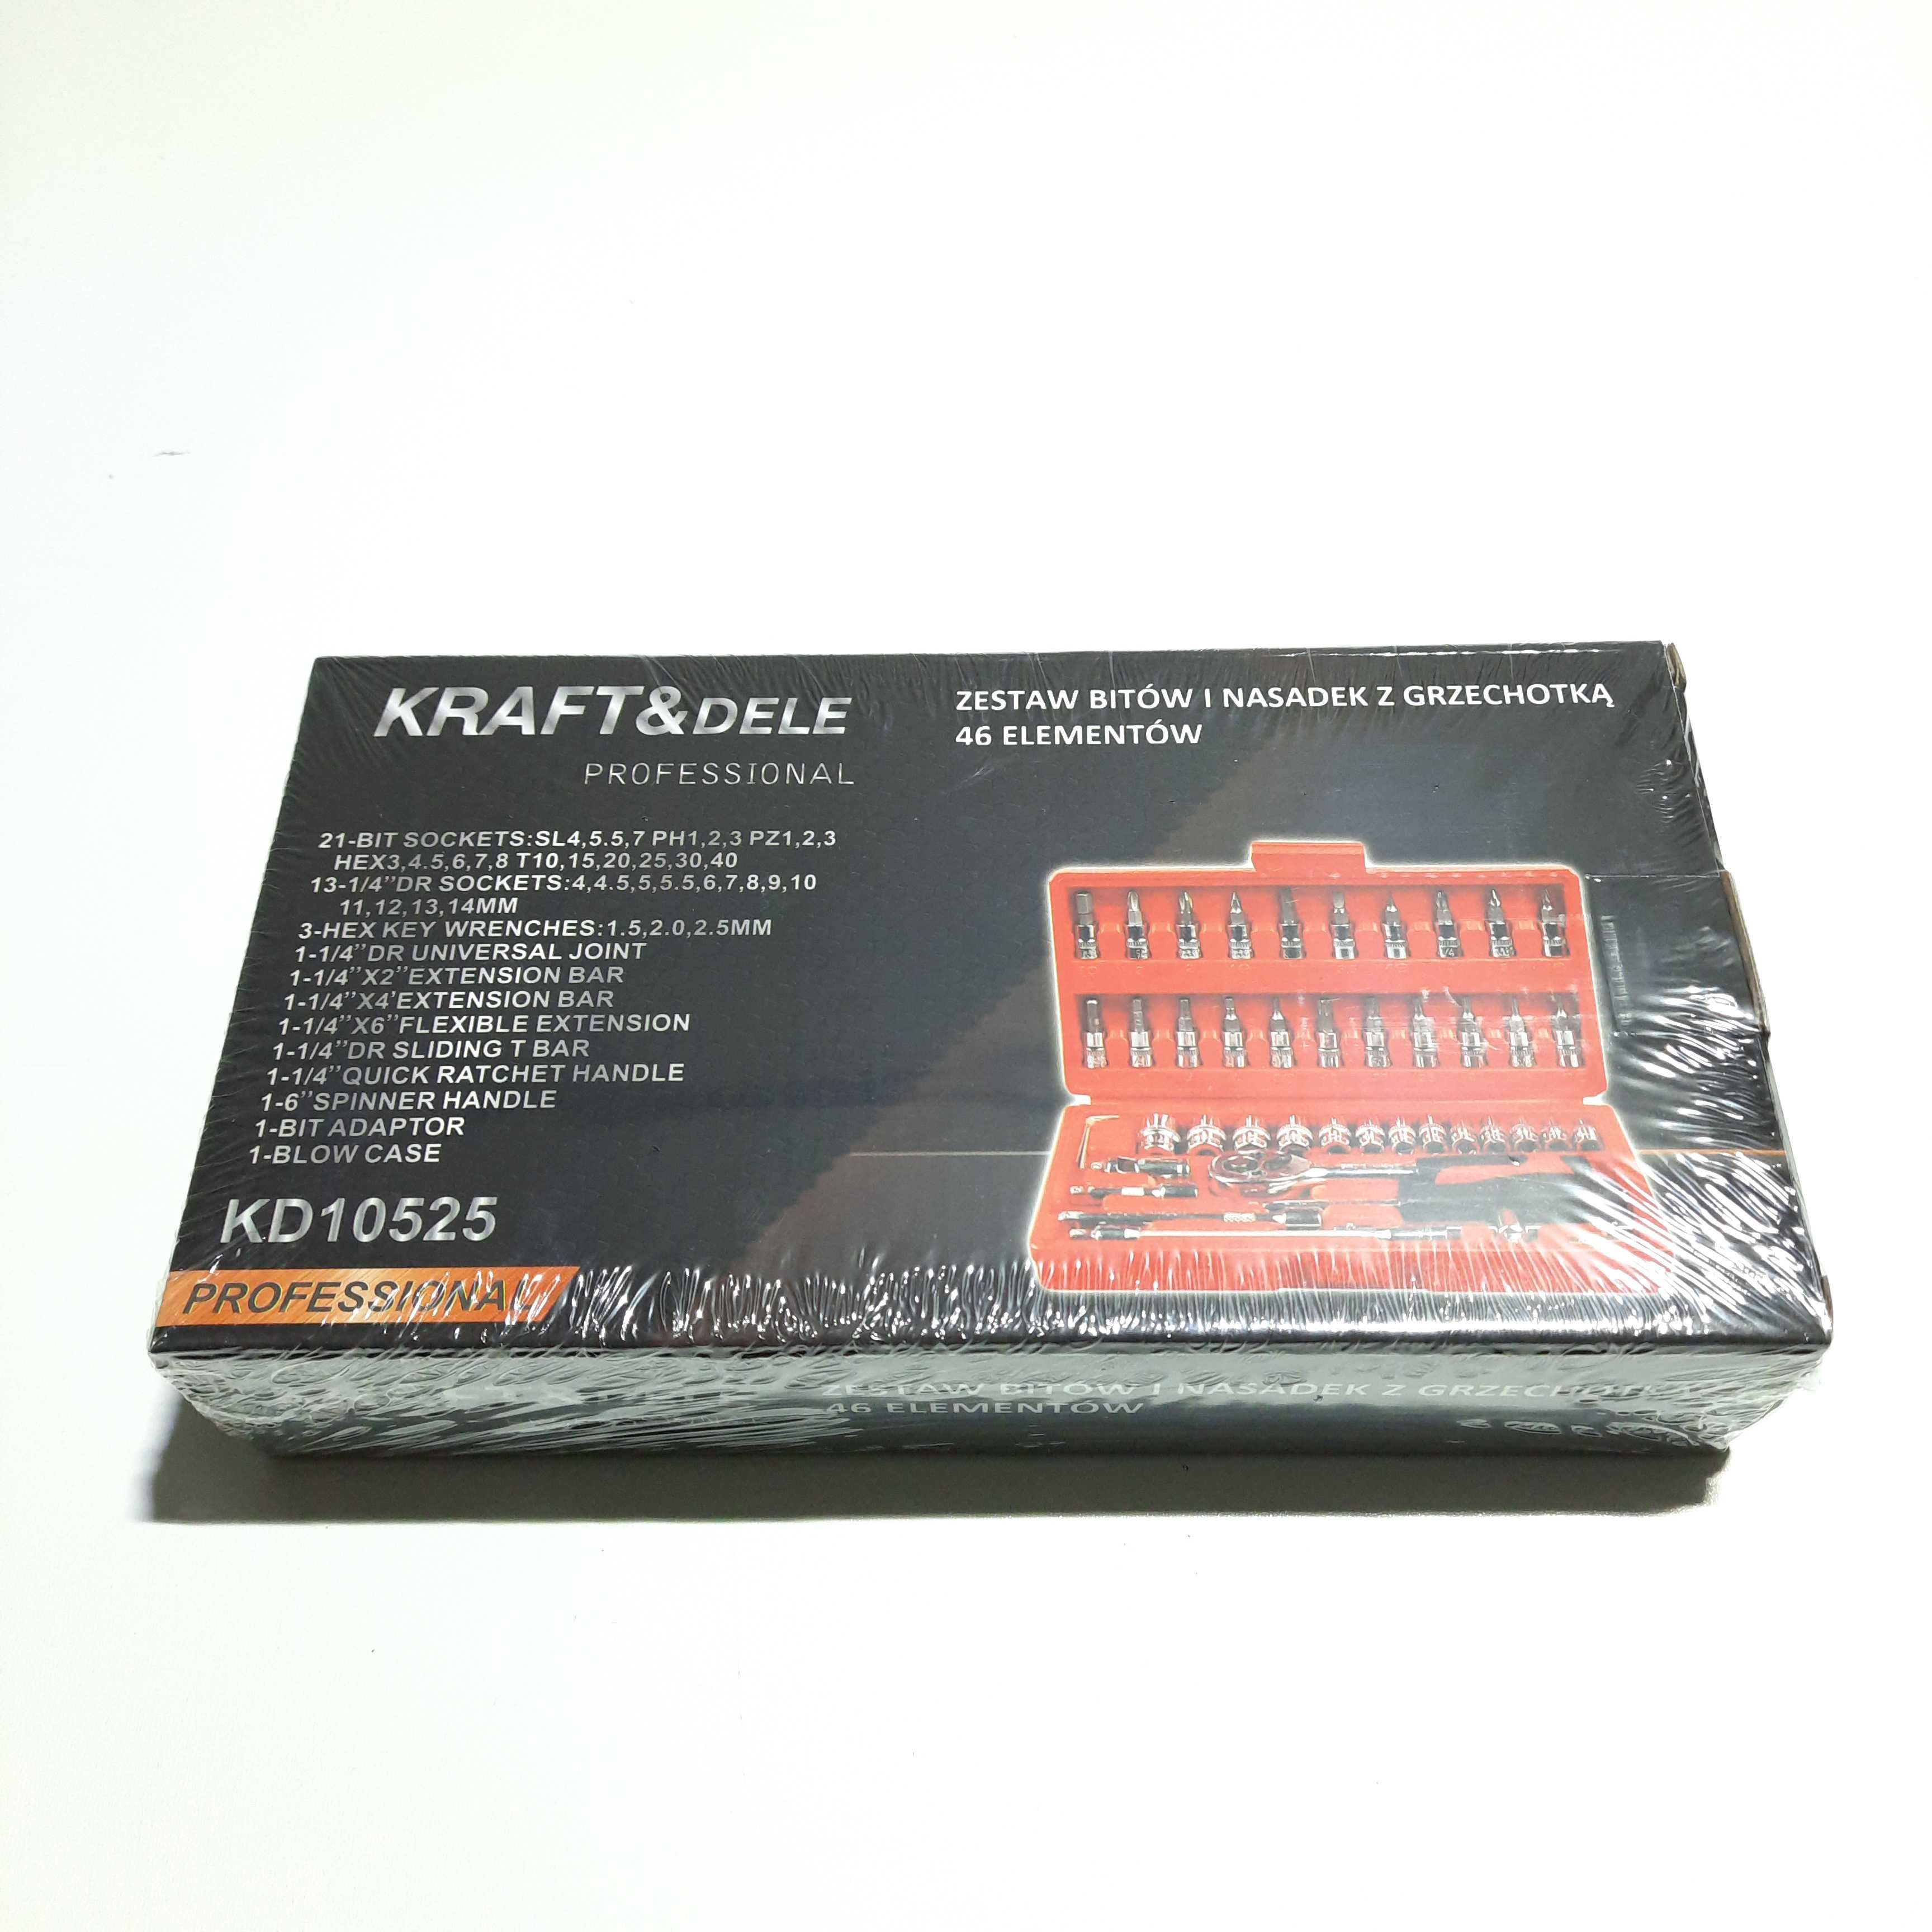 KRAFT&DELE
PROFESSIONAL
ZESTAW BITÓW I NASADEK Z GRZECHOTKĄ
46 ELEMENTÓW
21-BIT SOCKETS:SL4,5.5,7 PH1,2,3 PZ1,2,3
HEX3,4.5,6,7,8 T10,15,20,25,30,40
13-1/4”DR SOCKETS:4,4.5,5,5.5,6,7,8,9,10
11,12,13,14MM
3-HEX KEY WRENCHES:1.5,2.0,2.5MM
1-1/4”DR UNIVERSAL JOINT
1-1/4”X2”EXTENSION BAR
1-1/4”X4’EXTENSION BAR
1-1/4”X6”FLEXIBLE EXTENSION
1-1/4”DR SLIDING T BAR
1-1/4”QUICK RATCHET HANDLE
1-6”SPINNER HANDLE
1-BIT ADAPTOR
1-BLOW CASE
KD10525
PROFESSIONAL
ZESTAW BITÓW I NASADEK Z GRZECHOTKĄ
46 ELEMENTÓW